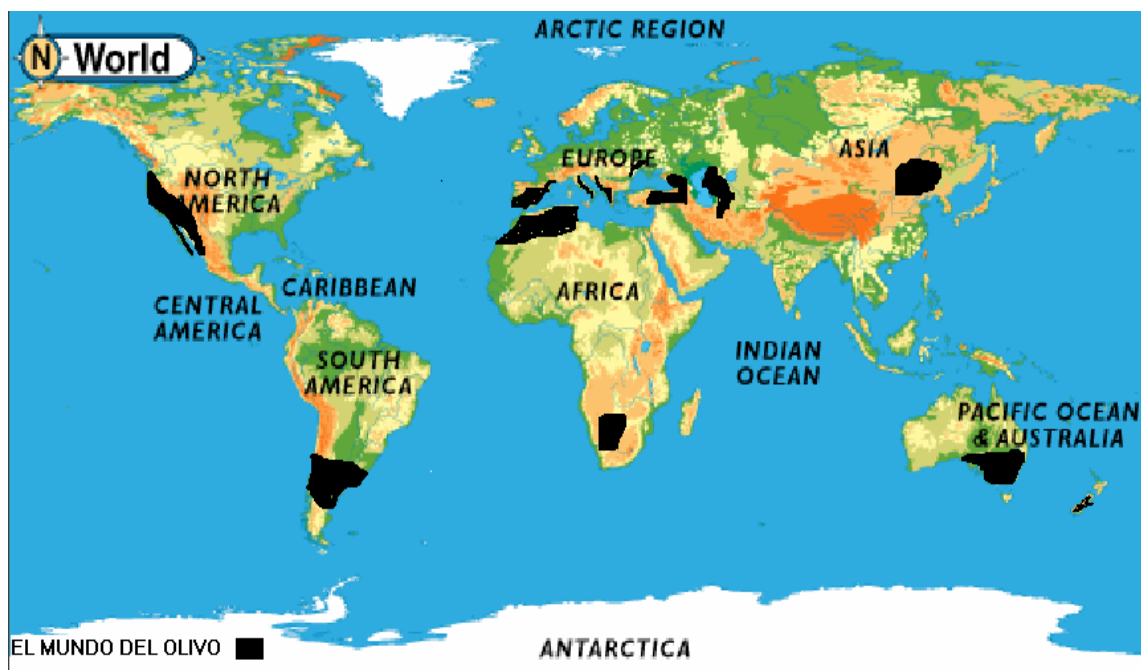 ARCTIC REGION
N World
EUROPE
ASIA
NORTH
AMERICA
CARIBBEAN
AFRICA
CENTRAL
AMERICA
SOUTH
AMERICA
INDIAN
OCEAN
PACIFIC OCEAN
& AUSTRALIA
EL MUNDO DEL OLIVO
ANTARCTICA